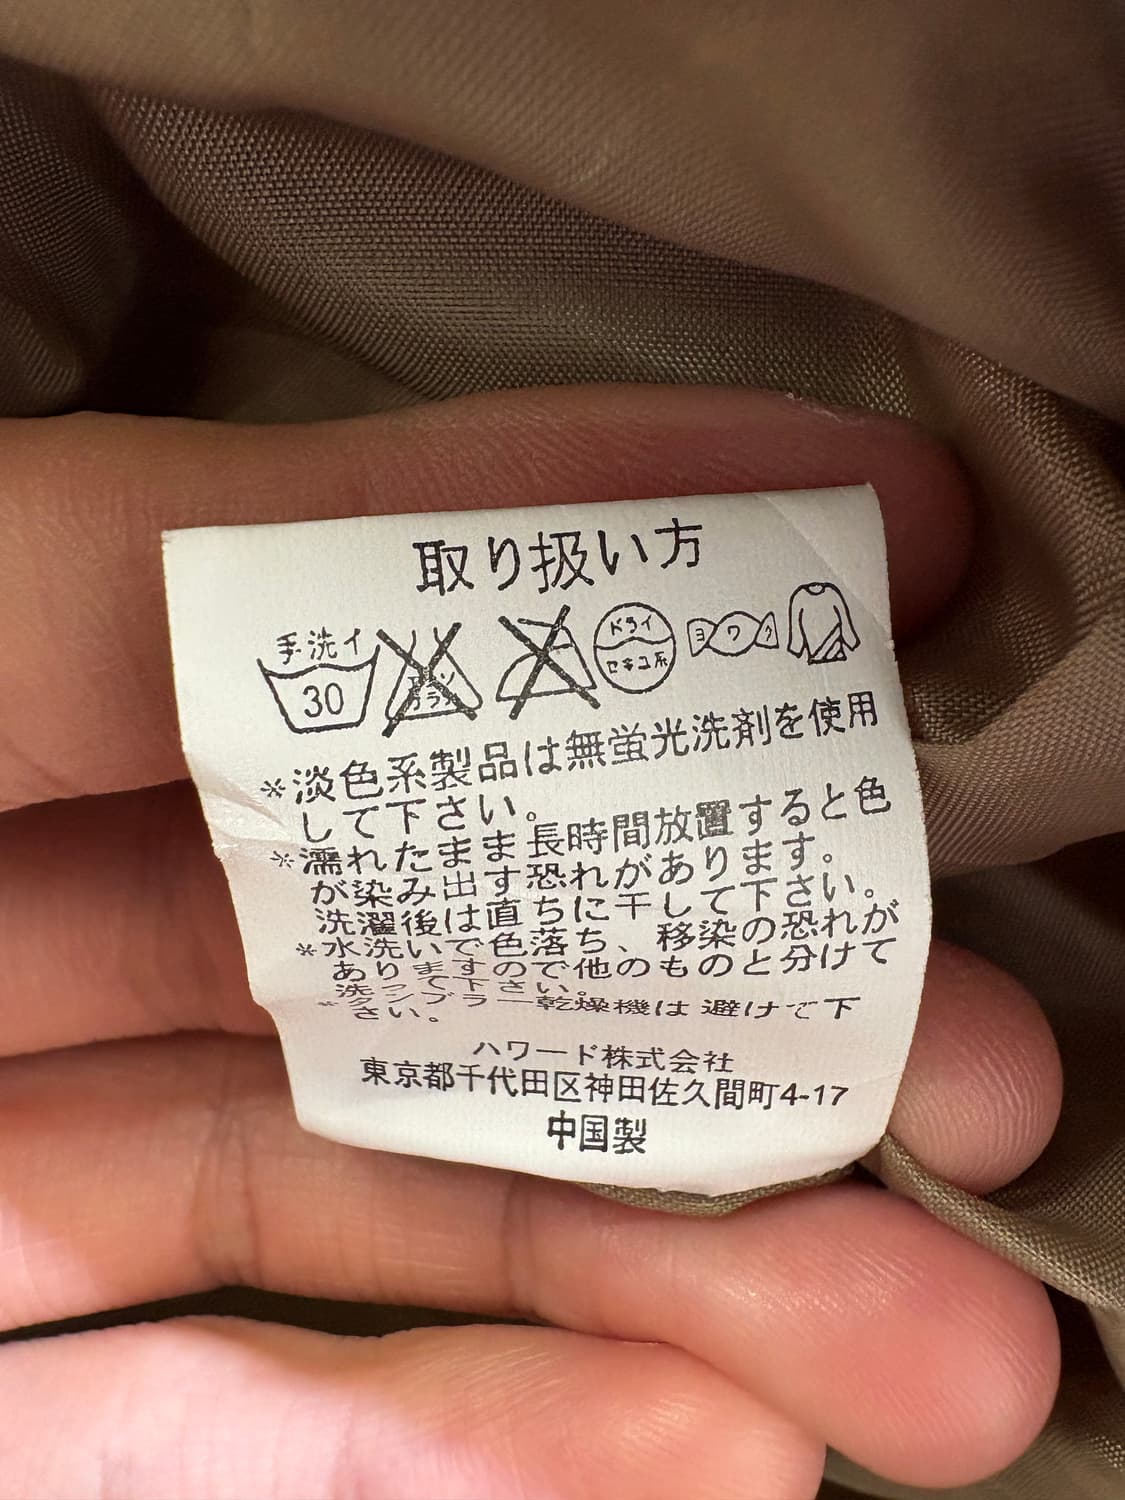 取り扱い方
手洗イ
30
エンソ
サラシ
ドライ
セキユ系
ヨワク
※淡色系製品は無蛍光洗剤を使用
して下さい。
※濡れたまま長時間放置すると色
が染み出す恐れがあります。
洗濯後は直ちに干して下さい。
※水洗いで色落ち、移染の恐れが
ありますので他のものと分けて
洗って下さい。
※タンブラー乾燥機は避けて下
さい。
ハワード株式会社
東京都千代田区神田佐久間町4-17
中国製